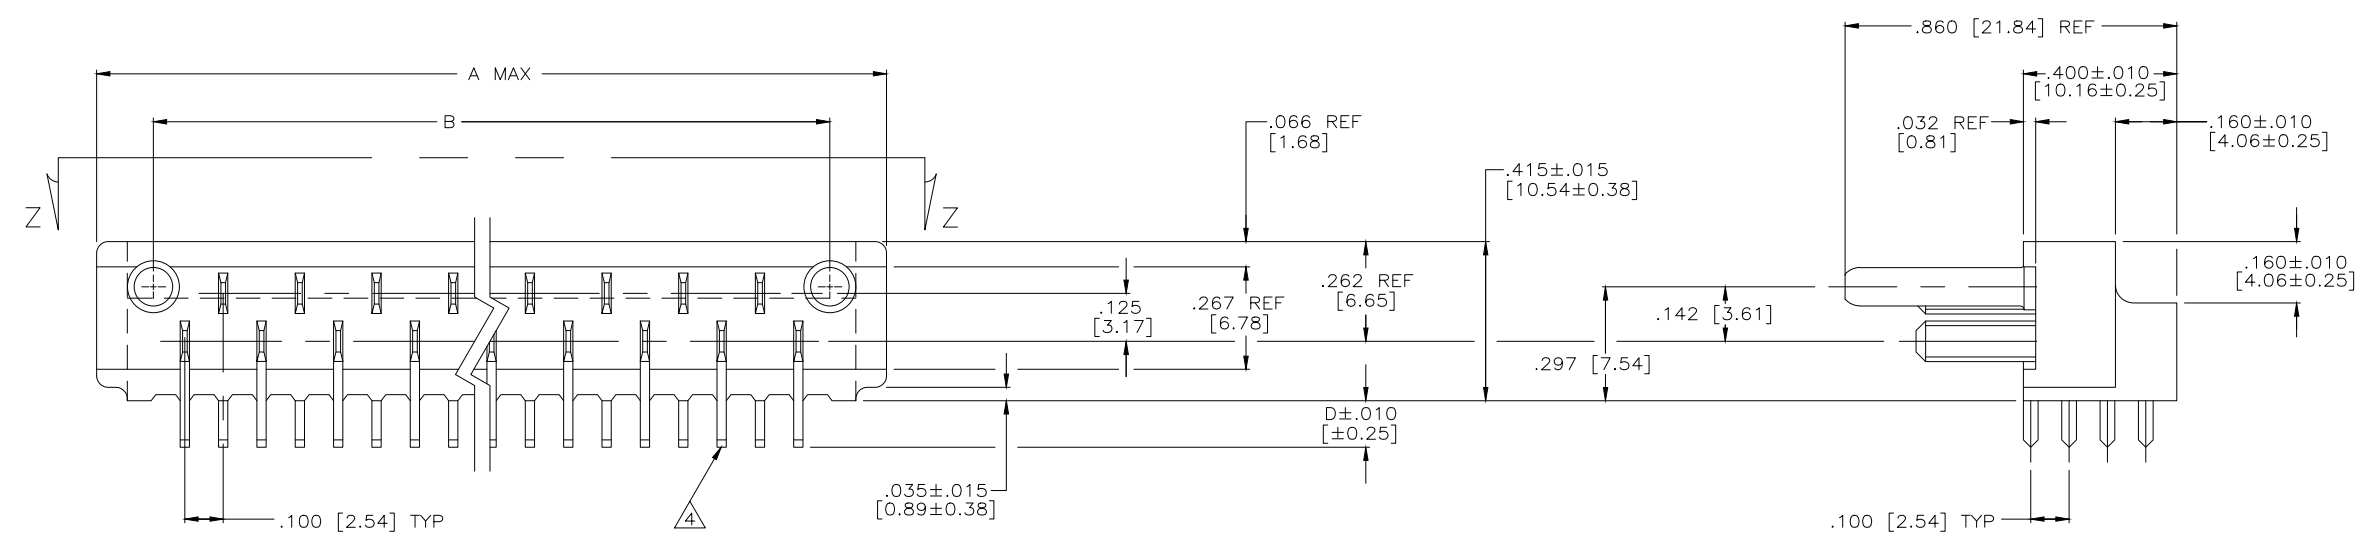 .860 [21.84] REF
A MAX
.400±.010
[10.16±0.25]
B
.066 REF
[1.68]
.032 REF
[0.81]
.160±.010
[4.06±0.25]
.415±.015
[10.54±0.38]
Z
Z
.262 REF
[6.65]
.160±.010
[4.06±0.25]
.125
[3.17]
.267 REF
[6.78]
.142 [3.61]
.297 [7.54]
D±.010
[±0.25]
.035±.015
[0.89±0.38]
4
.100 [2.54] TYP
.100 [2.54] TYP